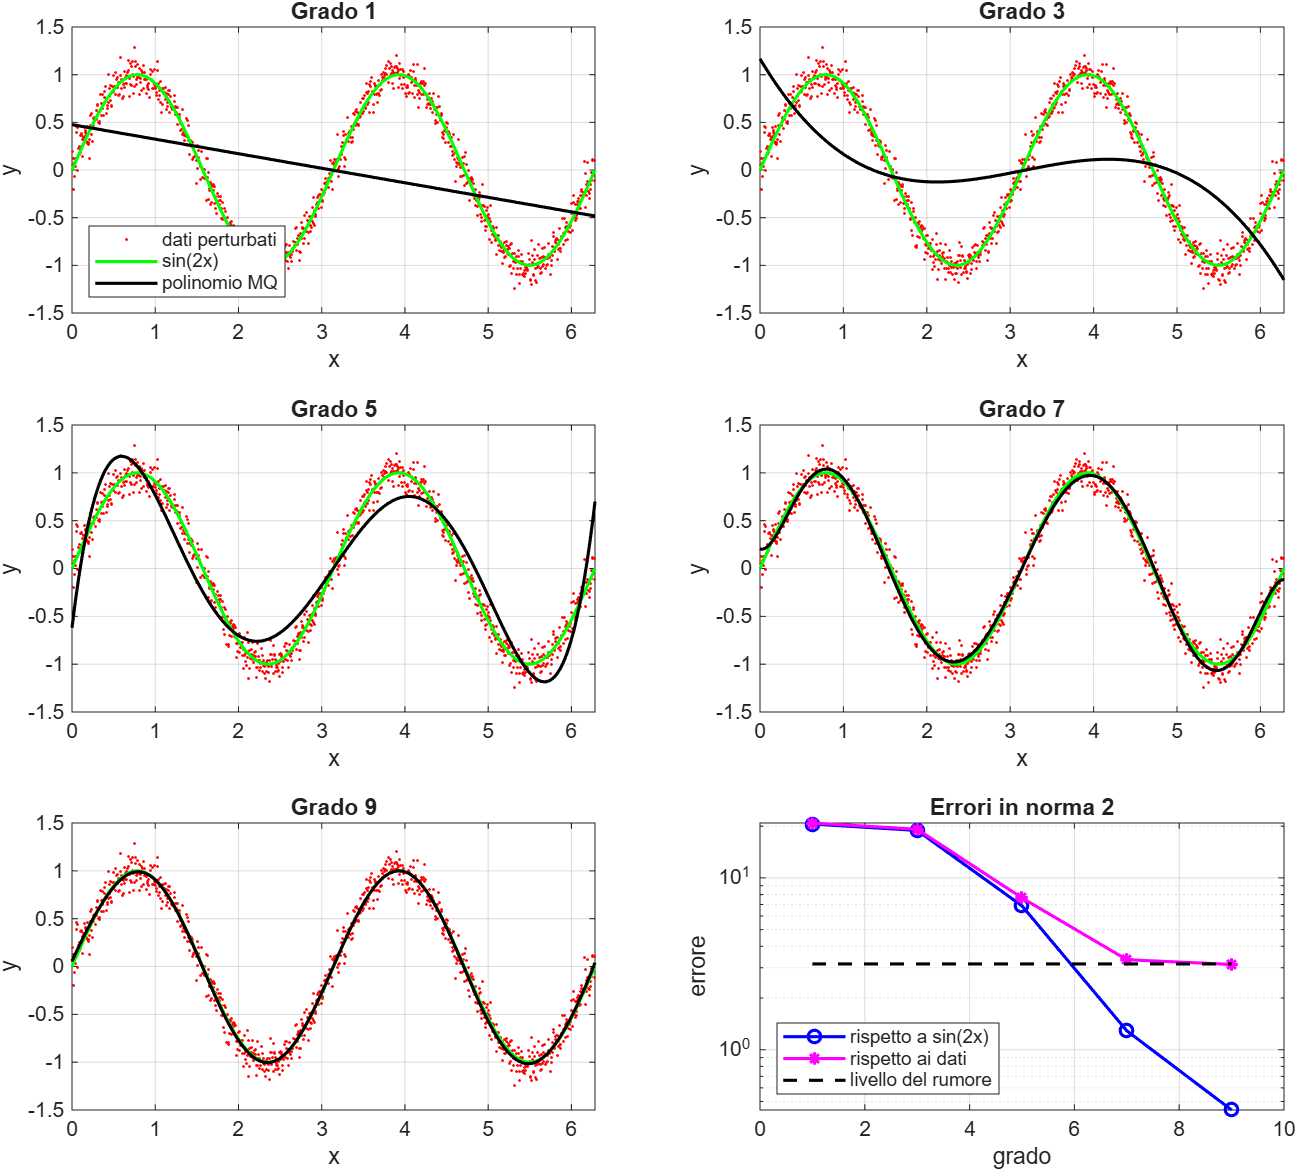 Grado 1
1.5
1
0.5
0
-0.5
-1
-1.5
y
dati perturbati
sin(2x)
polinomio MQ
0 1 2 3 4 5 6
x
Grado 3
1.5
1
0.5
0
-0.5
-1
-1.5
y
0 1 2 3 4 5 6
x
Grado 5
1.5
1
0.5
0
-0.5
-1
-1.5
y
0 1 2 3 4 5 6
x
Grado 7
1.5
1
0.5
0
-0.5
-1
-1.5
y
0 1 2 3 4 5 6
x
Grado 9
1.5
1
0.5
0
-0.5
-1
-1.5
y
0 1 2 3 4 5 6
x
Errori in norma 2
10¹
10⁰
errore
rispetto a sin(2x)
rispetto ai dati
livello del rumore
0 2 4 6 8 10
grado